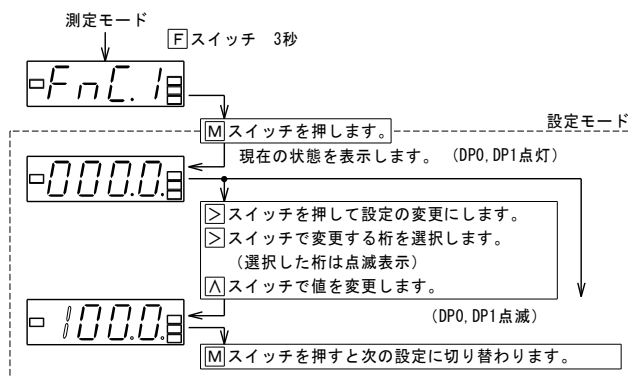 測定モード
Fスイッチ 3秒
FnC.1
Mスイッチを押します。
設定モード
現在の状態を表示します。 (DP0,DP1点灯)
-000.0.
>スイッチを押して設定の変更にします。
>スイッチで変更する桁を選択します。
(選択した桁は点滅表示)
∧スイッチで値を変更します。
(DP0,DP1点滅)
100.0.
Mスイッチを押すと次の設定に切り替わります。